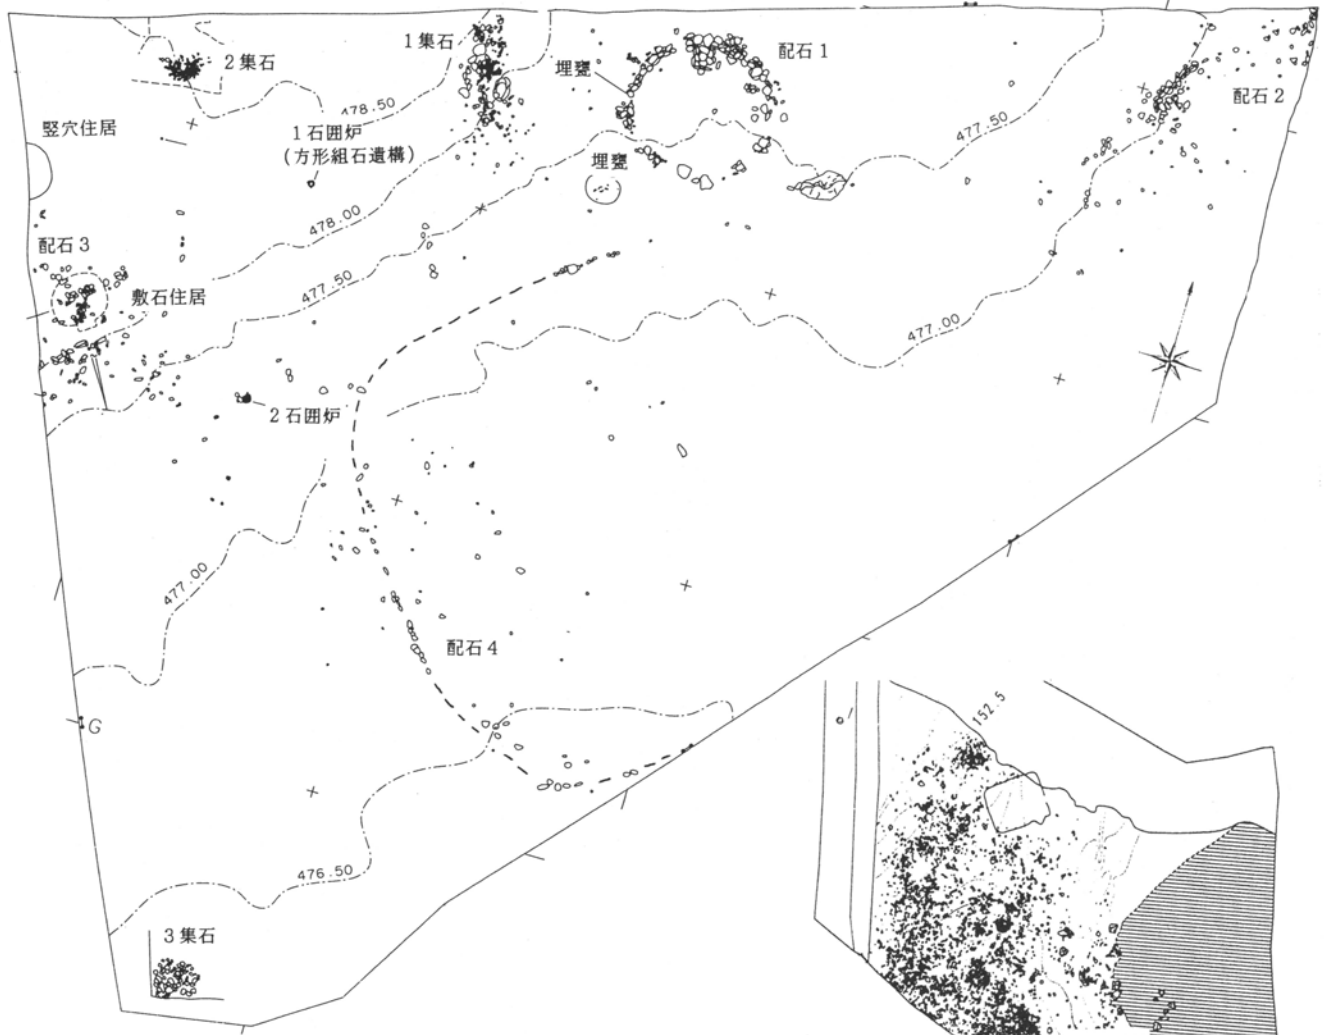 1集石
2集石
配石1
埋甕
配石2
478.50
竪穴住居
1石囲炉
(方形組石遺構)
477.50
埋甕
478.00
配石3
477.50
敷石住居
477.00
2石囲炉
477.00
配石4
G
152.5
476.50
3集石